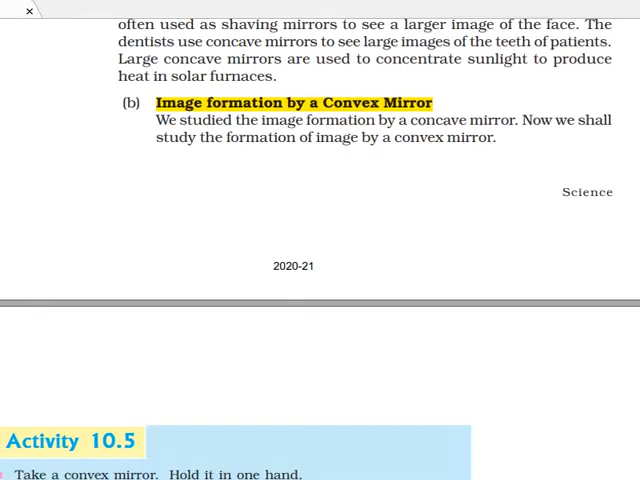 often used as shaving mirrors to see a larger image of the face. The
dentists use concave mirrors to see large images of the teeth of patients.
Large concave mirrors are used to concentrate sunlight to produce
heat in solar furnaces.
(b) Image formation by a Convex Mirror
We studied the image formation by a concave mirror. Now we shall
study the formation of image by a convex mirror.
Science
2020-21
Activity 10.5
Take a convex mirror. Hold it in one hand.